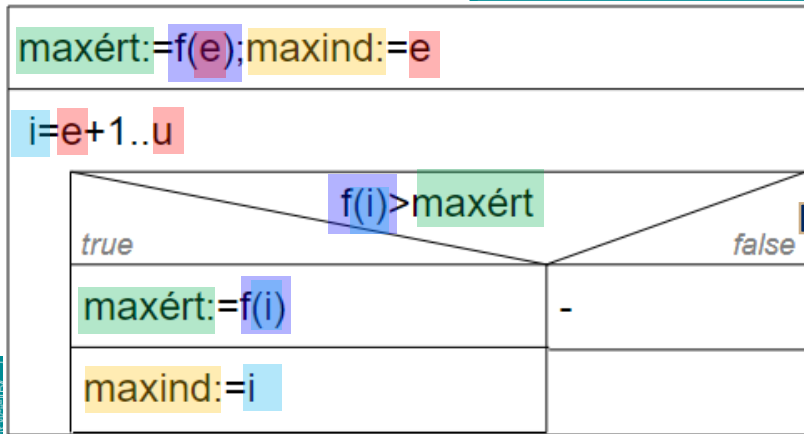 maxért:=f(e);maxind:=e
i=e+1..u
f(i)>maxért
true
false
maxért:=f(i)
-
maxind:=i